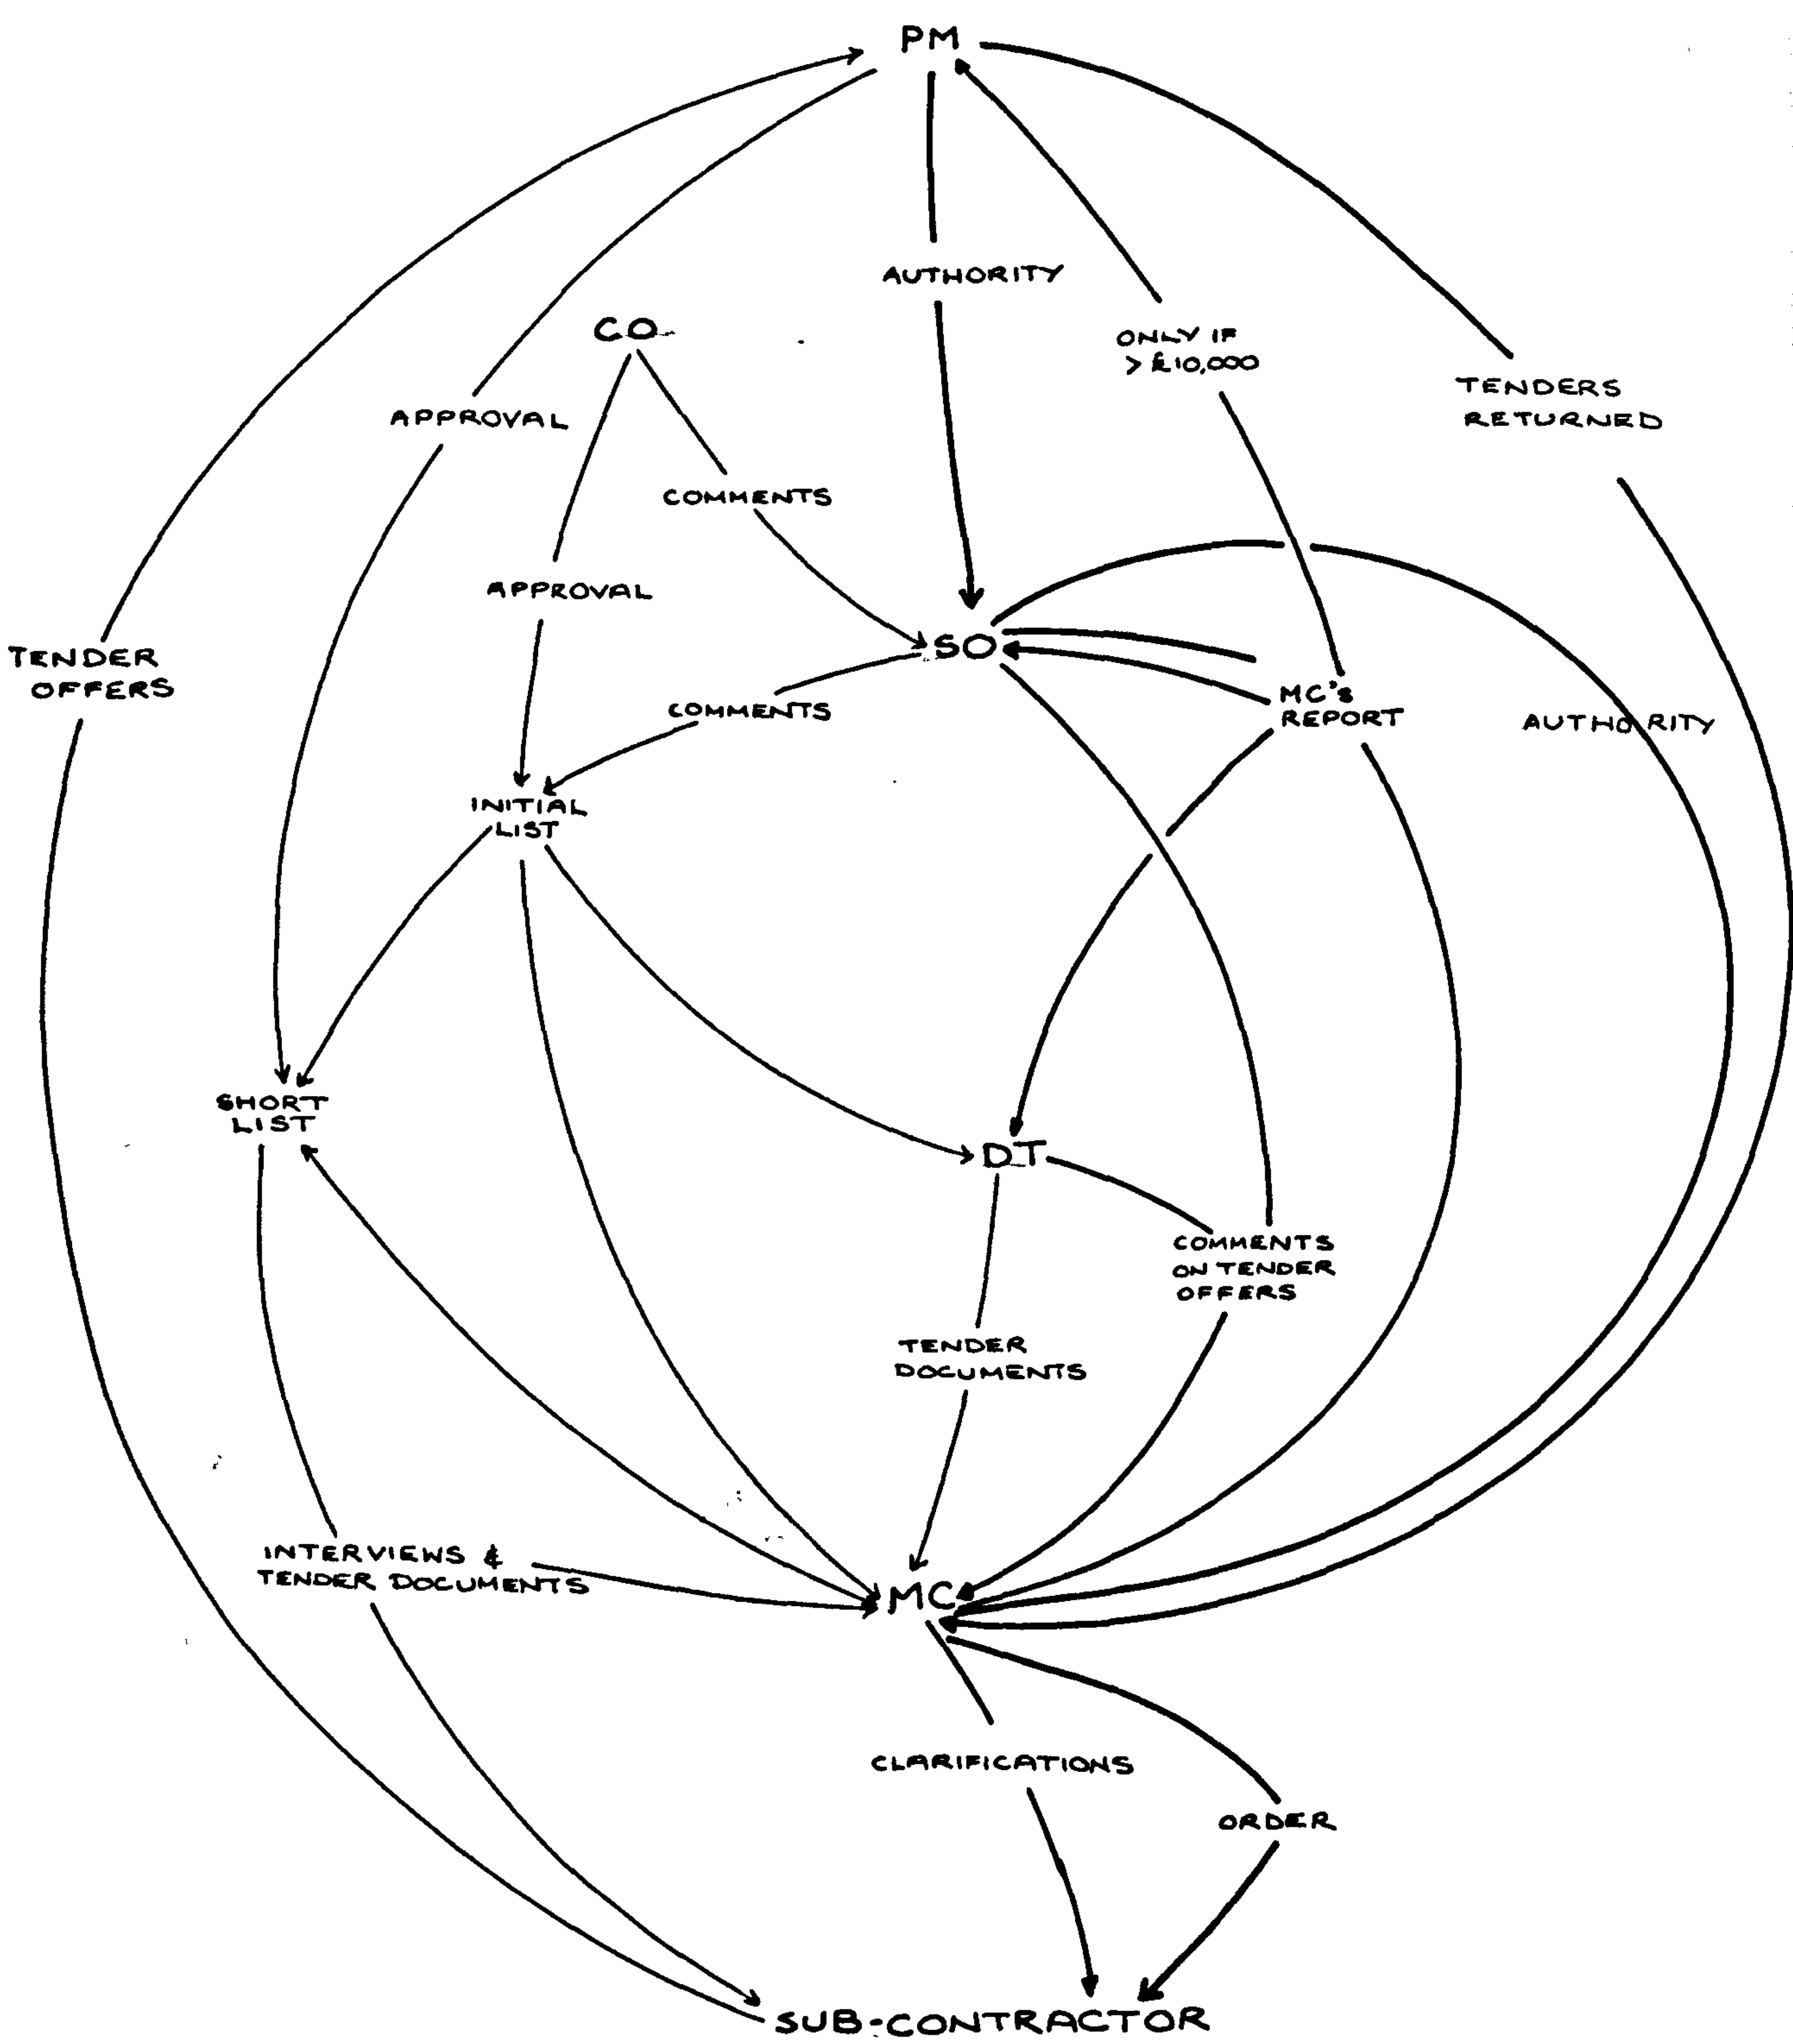 PM
AUTHORITY
CO
ONLY IF
> £10,000
TENDERS
RETURNED
APPROVAL
COMMENTS
APPROVAL
SO
TENDER
OFFERS
COMMENTS
MC's
REPORT
AUTHORITY
INITIAL
LIST
SHORT
LIST
DT
COMMENTS
ON TENDER
OFFERS
TENDER
DOCUMENTS
INTERVIEWS &
TENDER DOCUMENTS
MC
CLARIFICATIONS
ORDER
SUB-CONTRACTOR